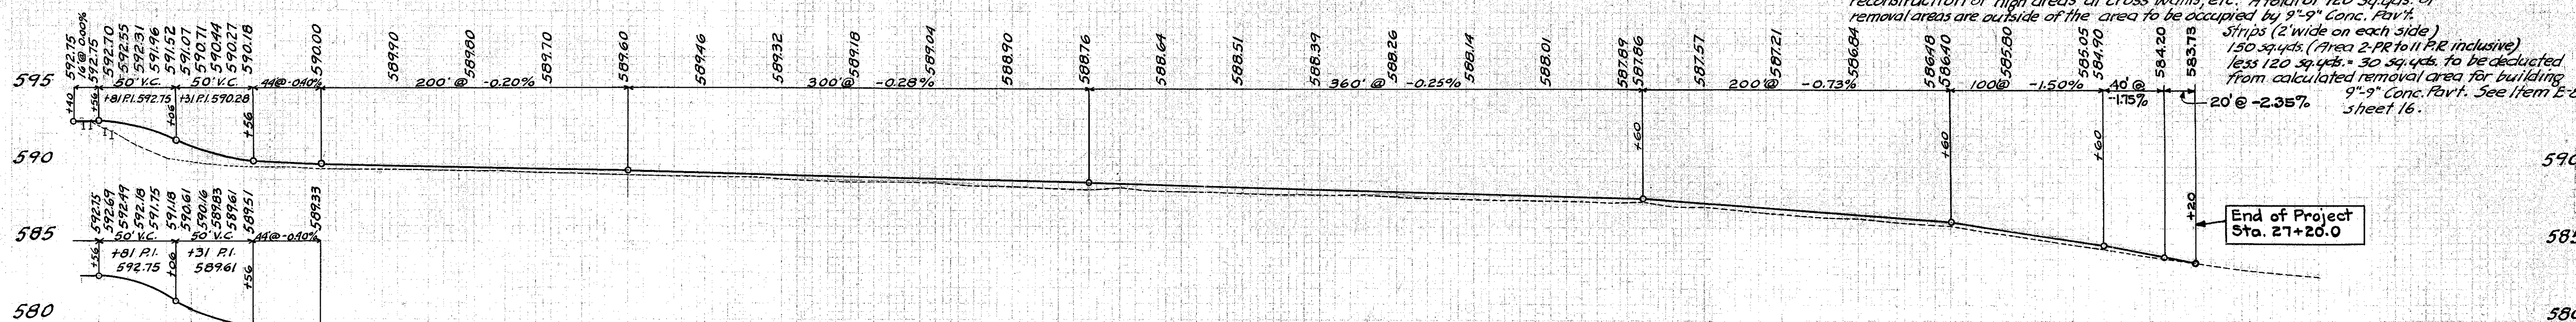 reconstruction of high areas at cross walks, etc. A total of 120 sq.yds. of
removal areas are outside of the area to be occupied by 9"-9" Conc. Pav't.
Strips (2' wide on each side)
150 sq.yds. (Area 2-PR to 11 P.R. inclusive)
less 120 sq.yds. = 30 sq.yds. to be deducted
from calculated removal area for building
9"-9" Conc. Pav't. See Item E-
sheet 16.
592.75 592.75 592.70 592.55 592.31 591.96 591.52 591.07 590.71 590.44 590.27 590.18 590.00 589.90 589.80 589.70 589.60 589.46 589.32 589.18 589.04 588.90 588.76 588.64 588.51 588.39 588.26 588.14 588.01 587.89 587.86 587.57 587.21 586.84 586.48 586.40 585.80 586.05 584.90 584.20 583.73
16@ 0.000%
595 50' V.C. 50' V.C. 44@-0.40% 200' @ -0.20% 300' @ -0.28% 360' @ -0.25% 200' @ -0.73% 100@ -1.50% 40' @ -1.75% 20' @ -2.35%
+40 +56 +81 P.I. 592.75 +06 +31 P.I. 590.28 +56 +60 +60 +60 +20
590 590
592.75 592.69 592.49 592.18 591.75 591.18 590.61 590.16 589.83 589.61 589.51 589.33
End of Project
Sta. 27+20.0
585 50' V.C. 50' V.C. 44@-0.40% 585
+56 +81 P.I. +06 +31 P.I. +56
592.75 589.61
580 580